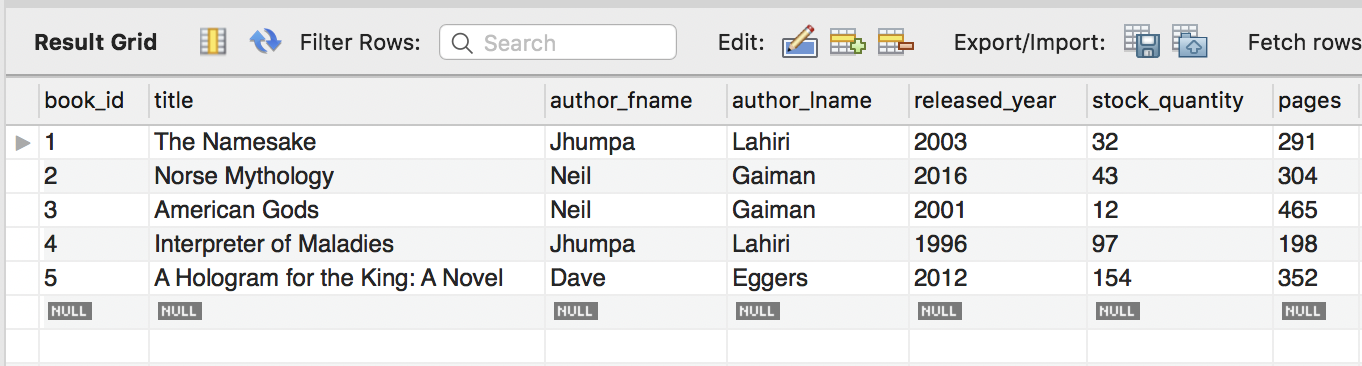 Result Grid Filter Rows: Search Edit: Export/Import: Fetch rows
book_id title author_fname author_lname released_year stock_quantity pages
1 The Namesake Jhumpa Lahiri 2003 32 291
2 Norse Mythology Neil Gaiman 2016 43 304
3 American Gods Neil Gaiman 2001 12 465
4 Interpreter of Maladies Jhumpa Lahiri 1996 97 198
5 A Hologram for the King: A Novel Dave Eggers 2012 154 352
NULL NULL NULL NULL NULL NULL NULL